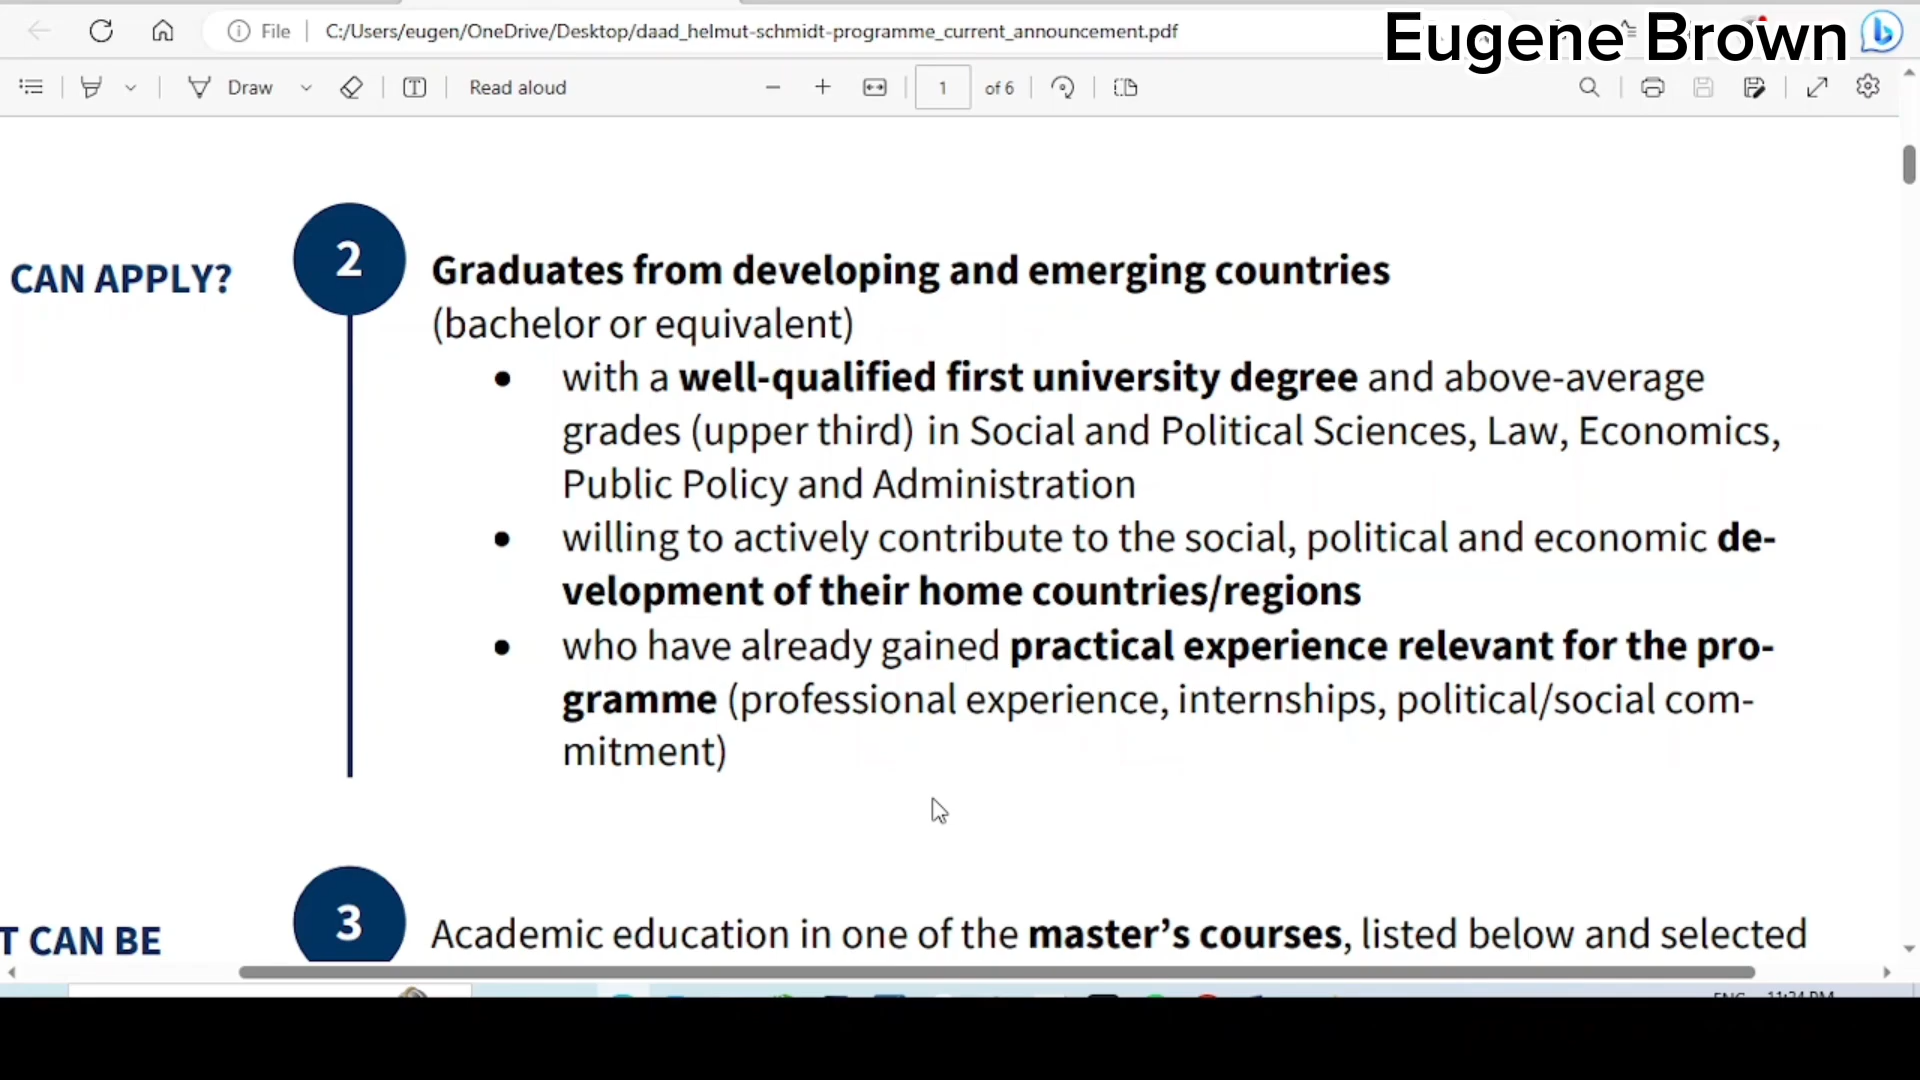 File
C:/Users/eugen/OneDrive/Desktop/daad_helmut-schmidt-programme_current_announcement.pdf
Eugene Brown
Draw
Read aloud
1
of 6
CAN APPLY?
2
Graduates from developing and emerging countries
(bachelor or equivalent)
• with a well-qualified first university degree and above-average
grades (upper third) in Social and Political Sciences, Law, Economics,
Public Policy and Administration
• willing to actively contribute to the social, political and economic de-
velopment of their home countries/regions
• who have already gained practical experience relevant for the pro-
gramme (professional experience, internships, political/social com-
mitment)
T CAN BE
3
Academic education in one of the master’s courses, listed below and selected